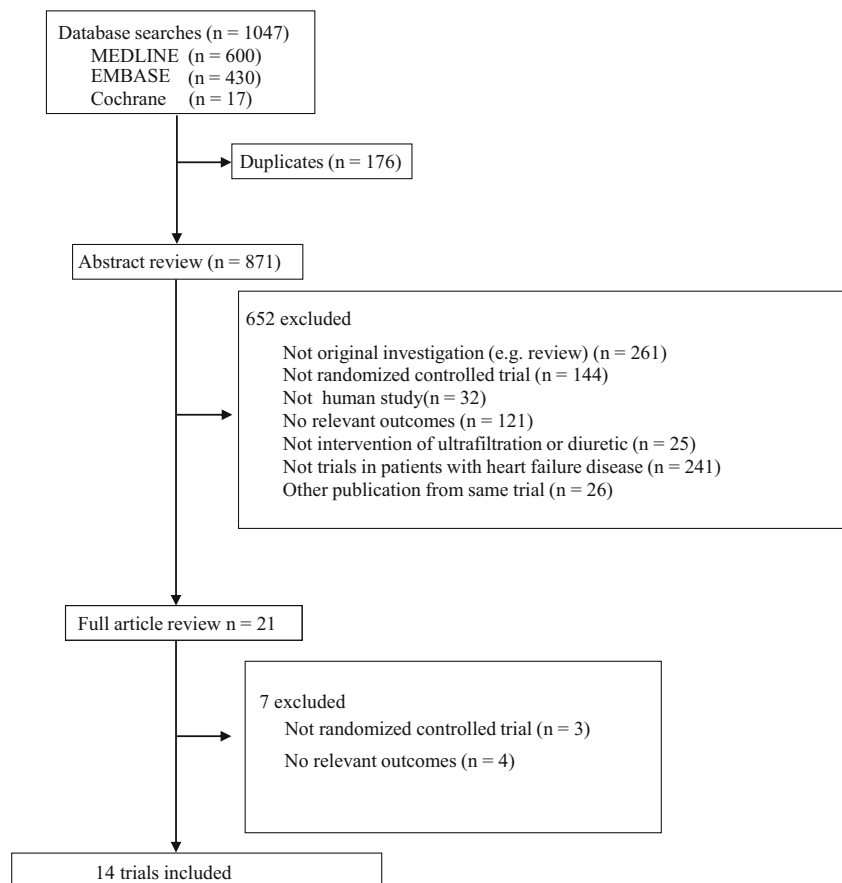 Database searches (n = 1047)
MEDLINE (n = 600)
EMBASE (n = 430)
Cochrane (n = 17)
Duplicates (n = 176)
Abstract review (n = 871)
652 excluded
Not original investigation (e.g. review) (n = 261)
Not randomized controlled trial (n = 144)
Not human study(n = 32)
No relevant outcomes (n = 121)
Not intervention of ultrafiltration or diuretic (n = 25)
Not trials in patients with heart failure disease (n = 241)
Other publication from same trial (n = 26)
Full article review n = 21
7 excluded
Not randomized controlled trial (n = 3)
No relevant outcomes (n = 4)
14 trials included